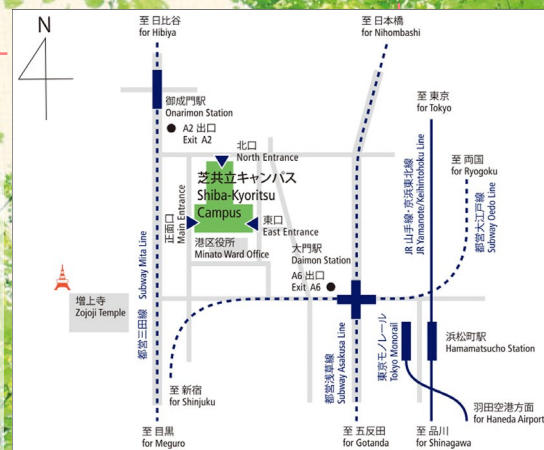 N
至 日比谷
for Hibiya
至 日本橋
for Nihombashi
御成門駅
Onarimon Station
A2 出口
Exit A2
至 東京
for Tokyo
北口
North Entrance
至 両国
for Ryogoku
芝共立キャンパス
Shiba-Kyoritsu
Campus
正面口
Main Entrance
東口
East Entrance
港区役所
Minato Ward Office
大門駅
Daimon Station
A6 出口
Exit A6
JR 山手線・京浜東北線
JR Yamanote/Keihintohoku Line
都営大江戸線
Subway Oedo Line
増上寺
Zojoji Temple
都営三田線 Subway Mita Line
都営浅草線
Subway Asakusa Line
東京モノレール
Tokyo Monorail
浜松町駅
Hamamatsucho Station
至 新宿
for Shinjuku
羽田空港方面
for Haneda Airport
至 目黒
for Meguro
至 五反田
for Gotanda
至 品川
for Shinagawa